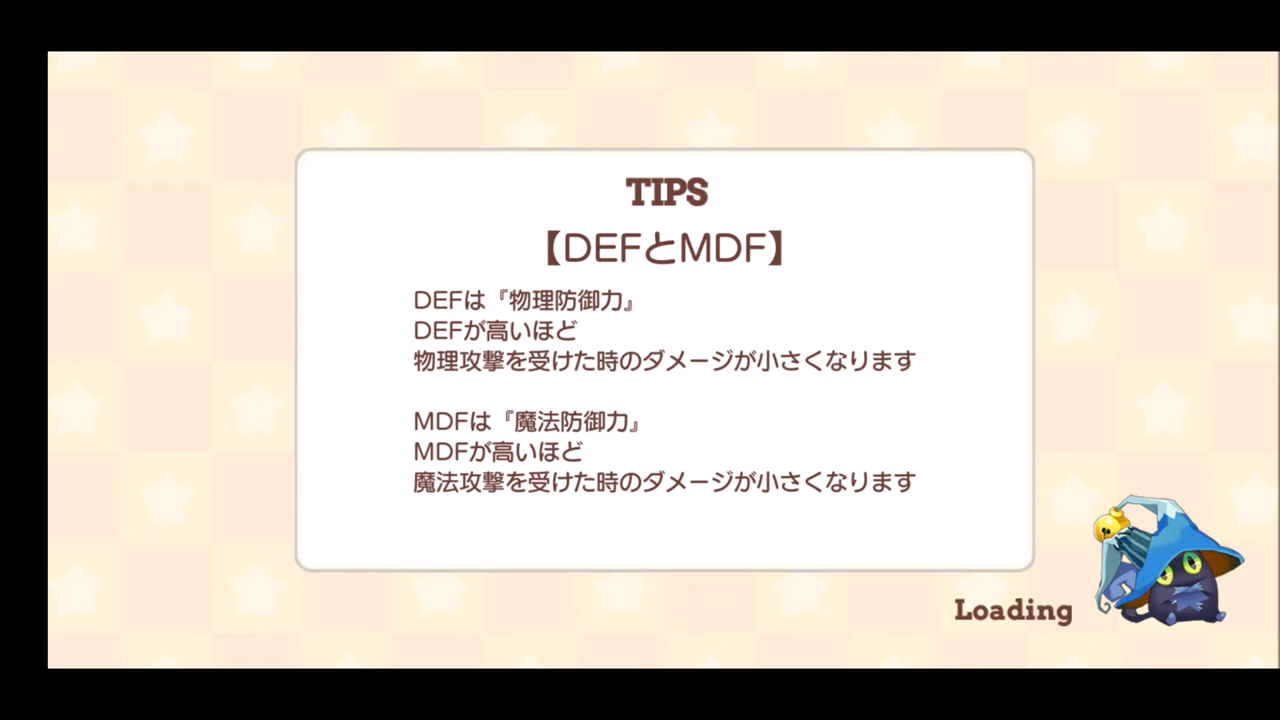 TIPS
【DEFとMDF】
DEFは『物理防御力』
DEFが高いほど
物理攻撃を受けた時のダメージが小さくなります
MDFは『魔法防御力』
MDFが高いほど
魔法攻撃を受けた時のダメージが小さくなります
Loading